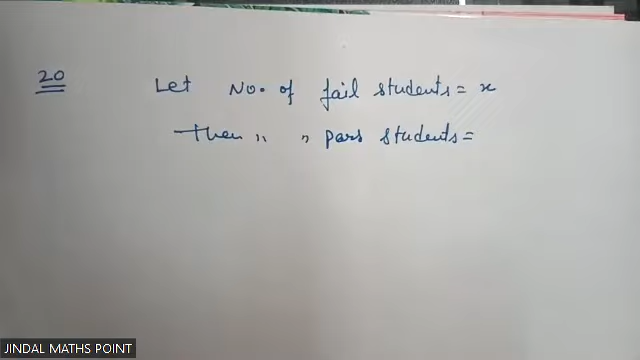 20
Let No. of fail students = x
Then " " pass students =
JINDAL MATHS POINT